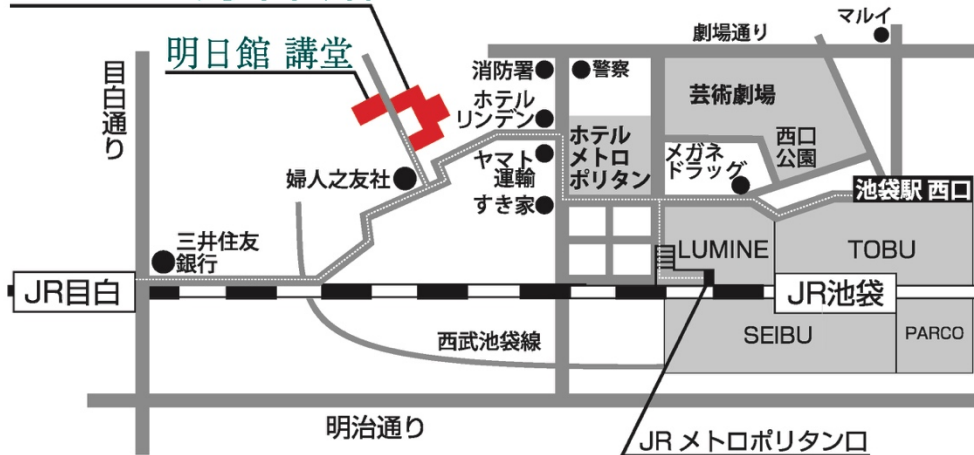 明日館 講堂
目白通り
婦人之友社
三井住友
銀行
JR目白
消防署
ホテル
リンデン
ヤマト
運輸
すき家
警察
ホテル
メトロ
ポリタン
劇場通り
マルイ
芸術劇場
西口
公園
メガネ
ドラッグ
池袋駅 西口
LUMINE
TOBU
JR池袋
SEIBU
PARCO
西武池袋線
明治通り
JR メトロポリタン口